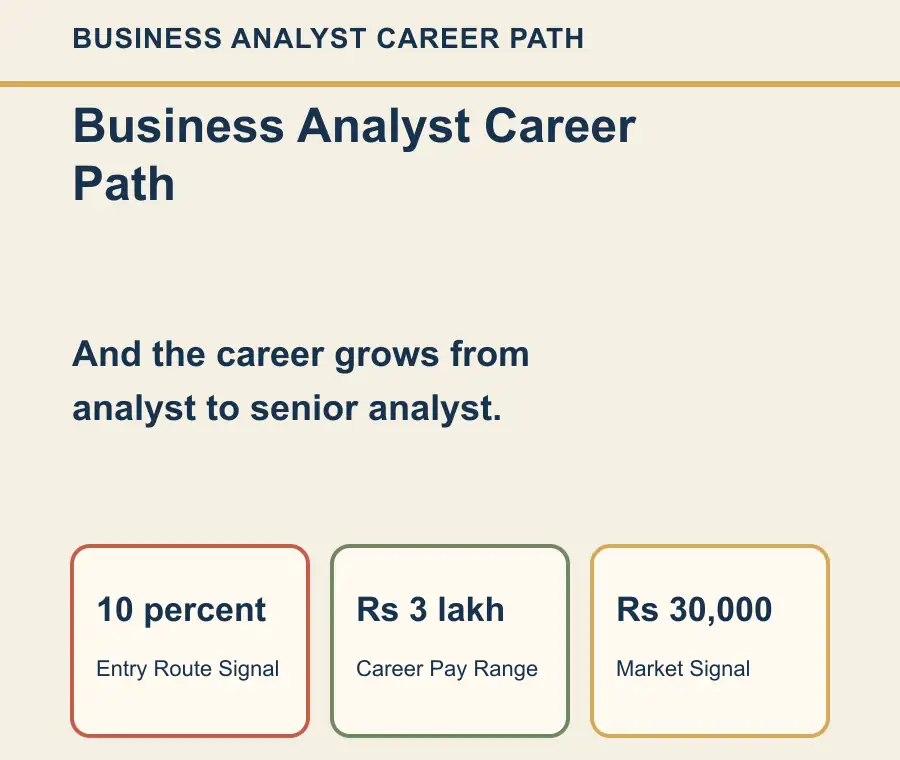 BUSINESS ANALYST CAREER PATH
Business Analyst Career
Path
And the career grows from
analyst to senior analyst.
10 percent
Entry Route Signal
Rs 3 lakh
Career Pay Range
Rs 30,000
Market Signal